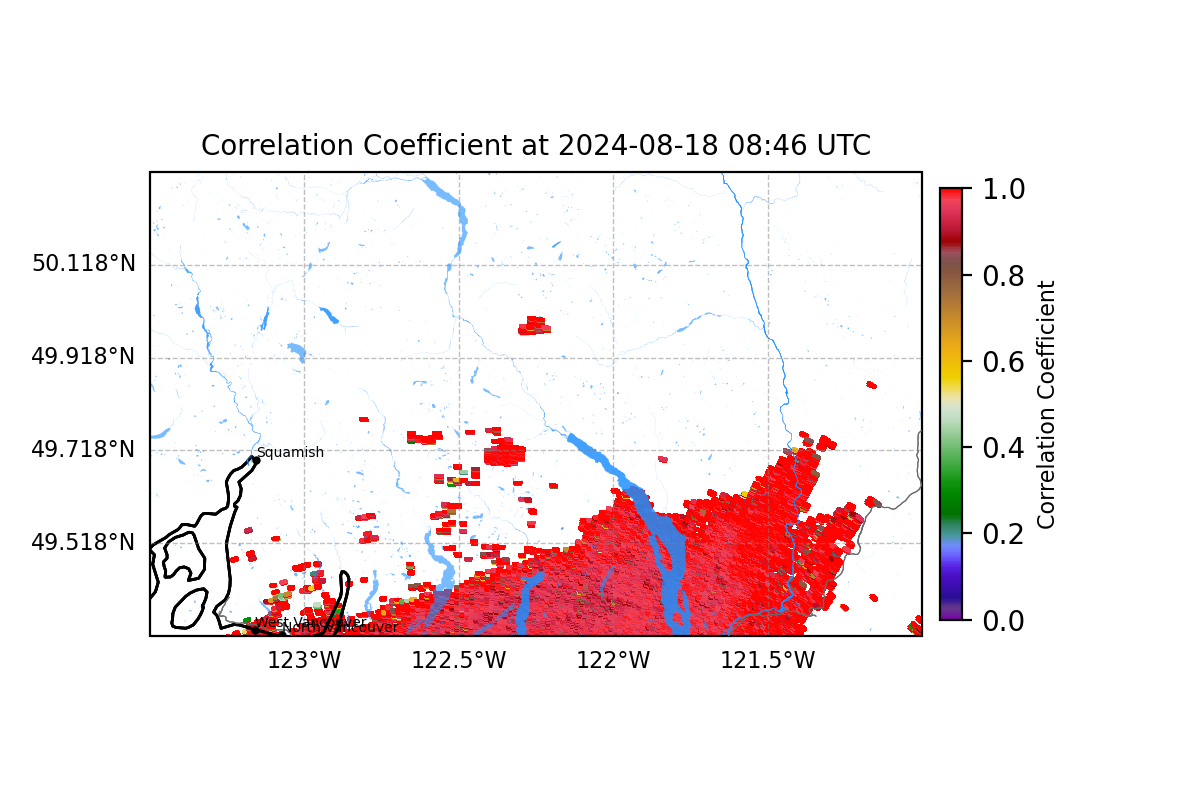 Correlation Coefficient at 2024-08-18 08:46 UTC
1.0
50.118°N
0.8
49.918°N
0.6
49.718°N
Squamish
0.4
Correlation Coefficient
49.518°N
0.2
West Vancouver
North Vancouver
0.0
123°W
122.5°W
122°W
121.5°W